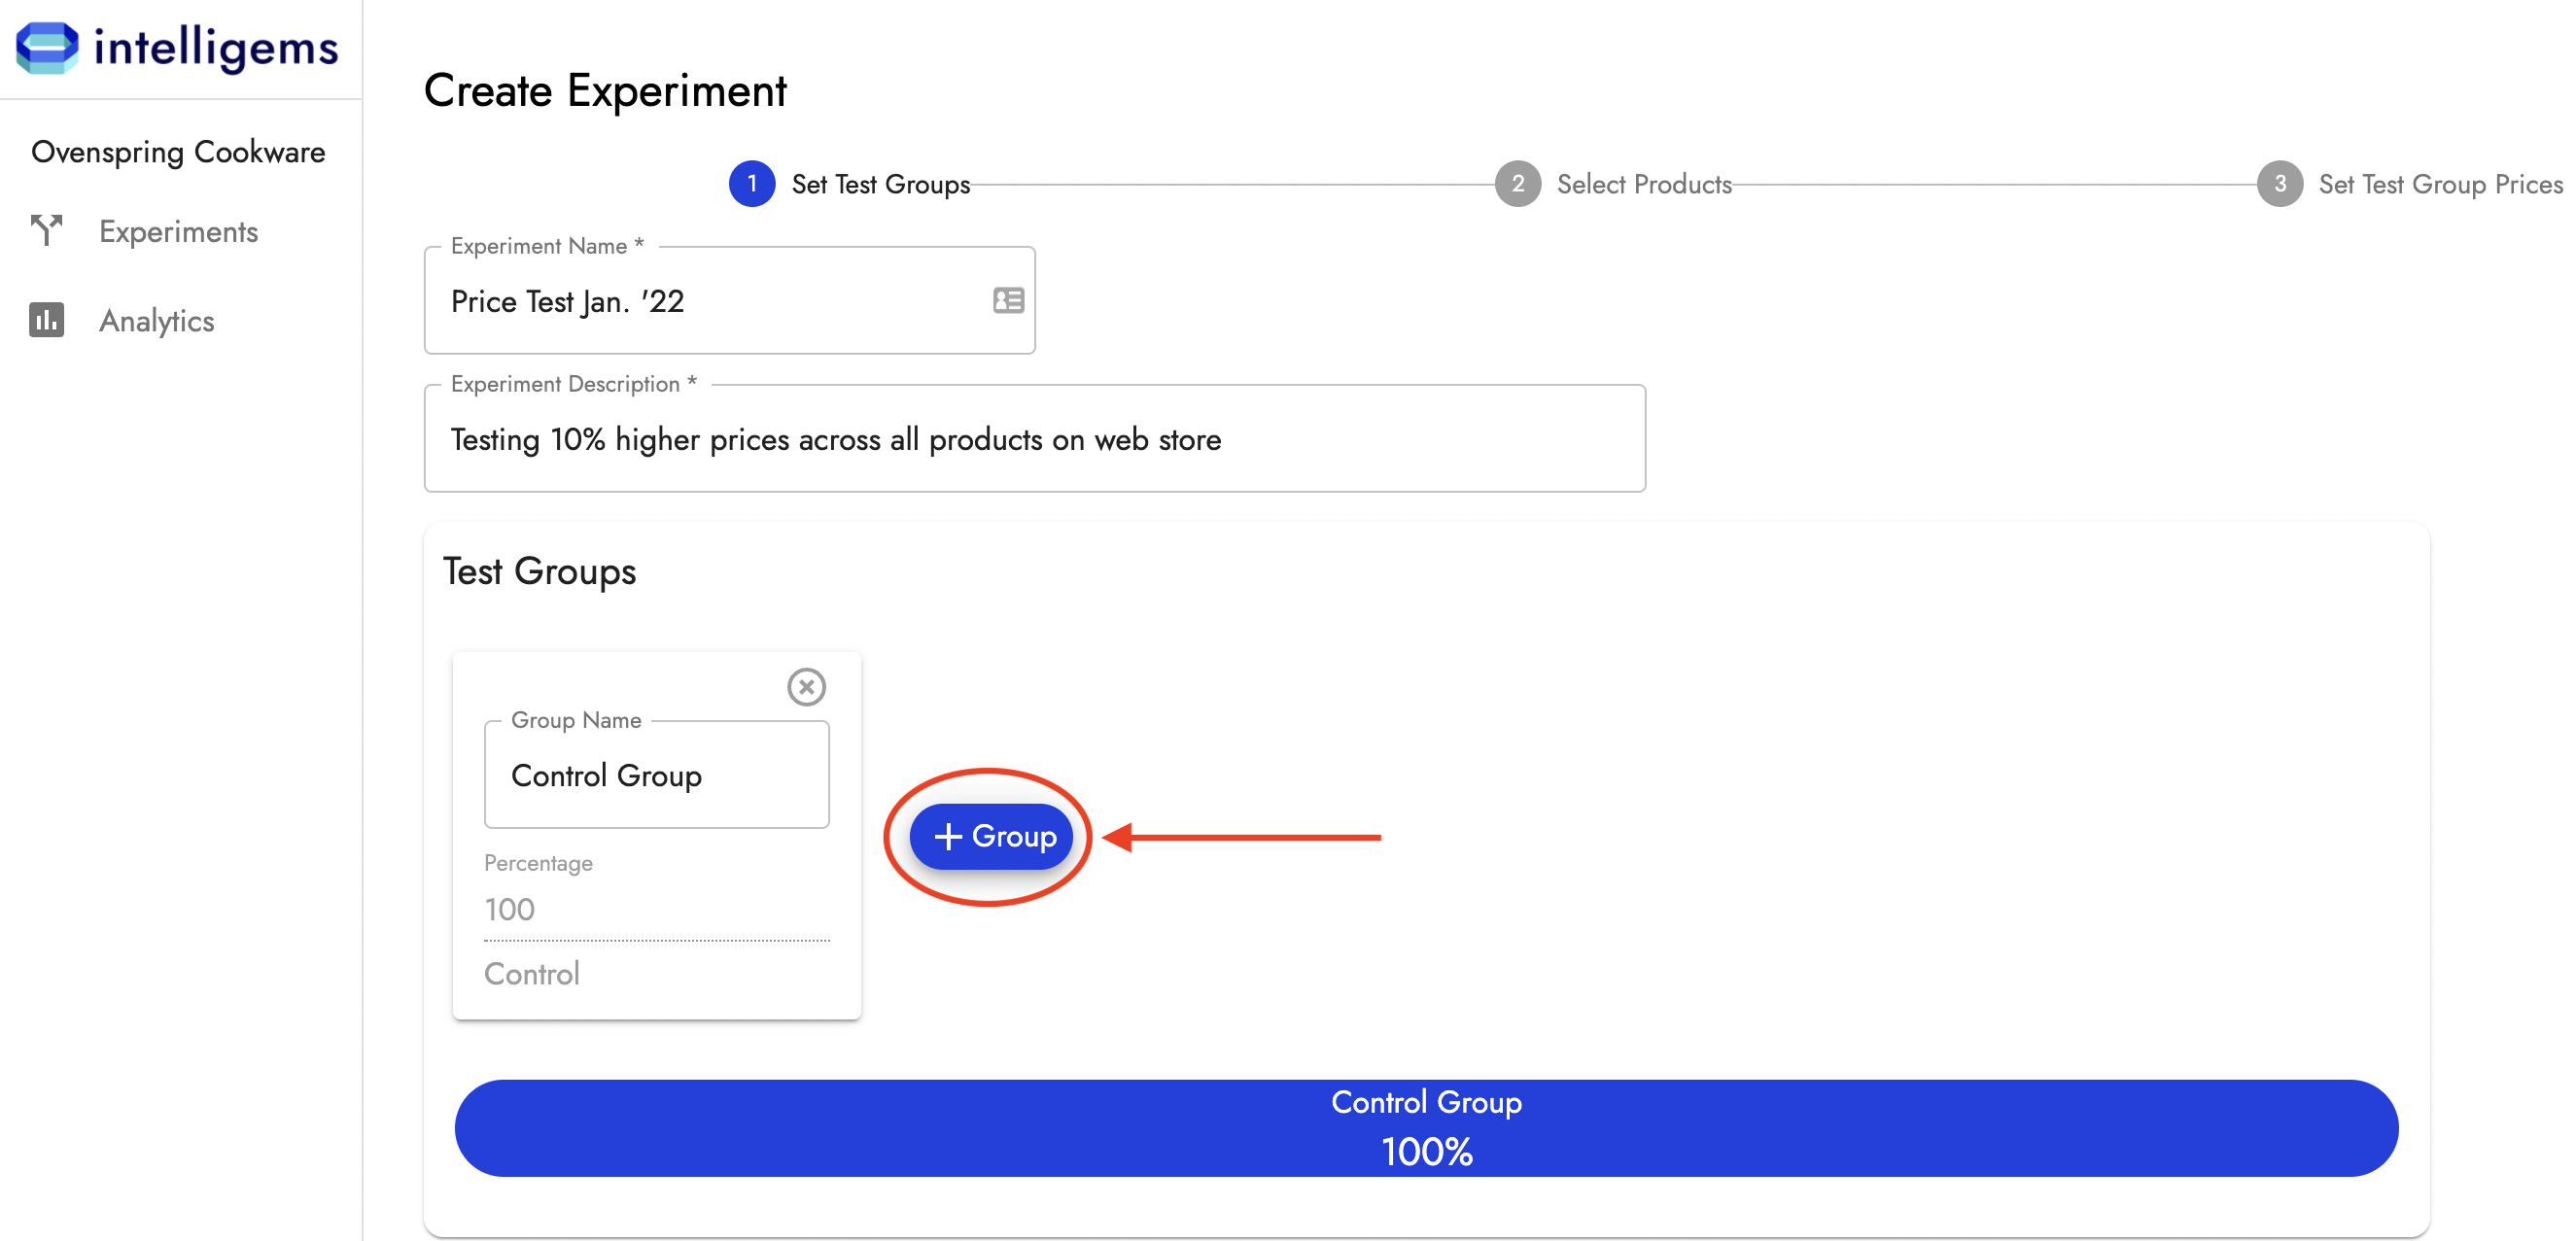 intelligems
Ovenspring Cookware
Experiments
Analytics
Create Experiment
1 Set Test Groups 2 Select Products 3 Set Test Group Prices
Experiment Name *
Price Test Jan. '22
Experiment Description *
Testing 10% higher prices across all products on web store
Test Groups
Group Name
Control Group
Percentage
100
Control
+ Group
Control Group
100%